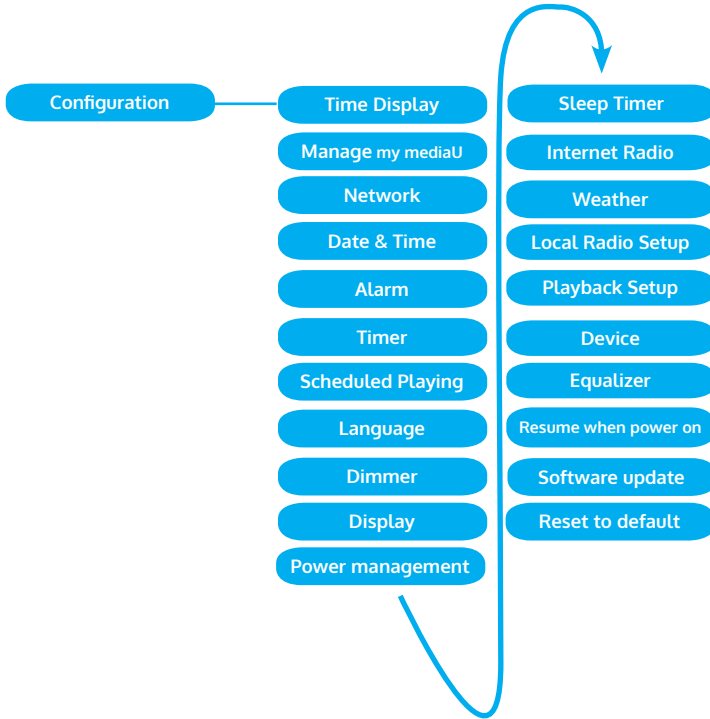 Configuration
Time Display
Manage my mediaU
Network
Date & Time
Alarm
Timer
Scheduled Playing
Language
Dimmer
Display
Power management
Sleep Timer
Internet Radio
Weather
Local Radio Setup
Playback Setup
Device
Equalizer
Resume when power on
Software update
Reset to default